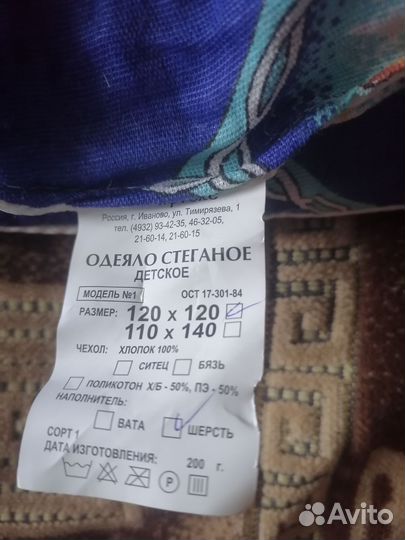 Россия, г. Иваново, ул. Тимирязева, 1
тел. (4932) 93-42-35, 46-32-05,
21-60-14, 21-60-15
ОДЕЯЛО СТЕГАНОЕ
ДЕТСКОЕ
МОДЕЛЬ №1 ОСТ 17-301-84
РАЗМЕР: 120 х 120
110 х 140
ЧЕХОЛ: ХЛОПОК 100%
СИТЕЦ БЯЗЬ
ПОЛИКОТОН Х/Б - 50%, ПЭ - 50%
НАПОЛНИТЕЛЬ:
ВАТА ШЕРСТЬ
СОРТ 1
ДАТА ИЗГОТОВЛЕНИЯ: 200 г.
P
Avito